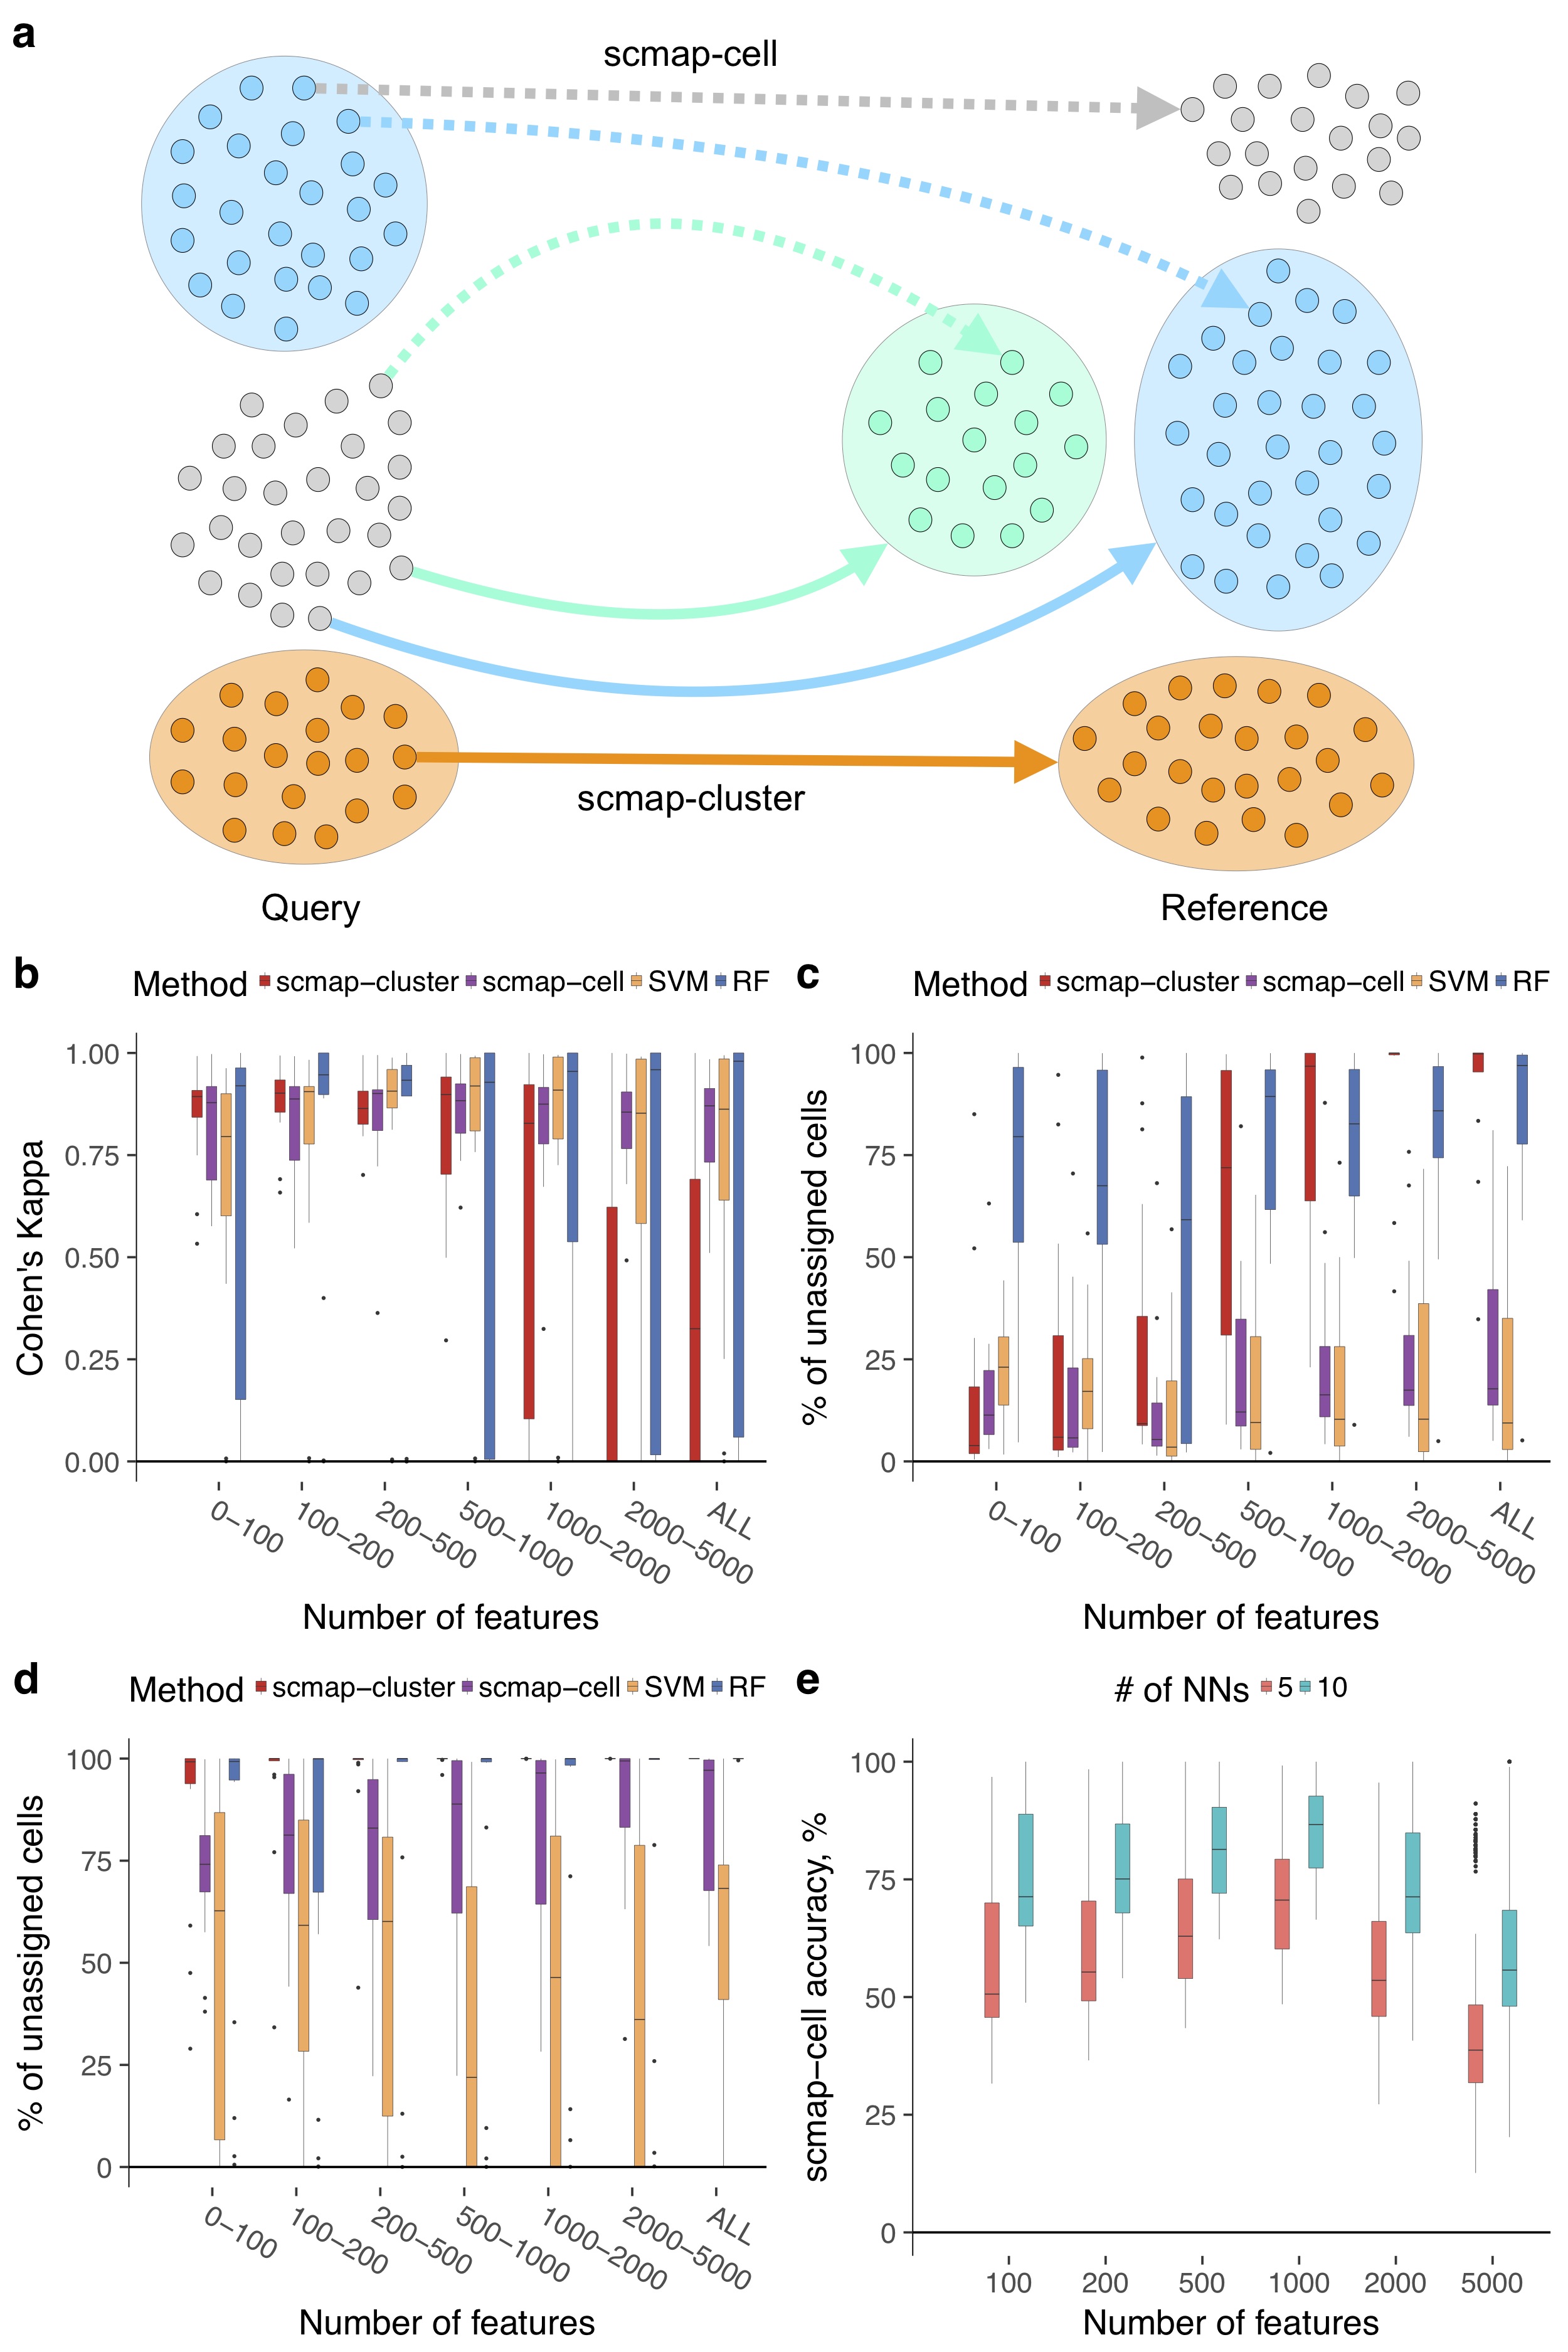 a
scmap-cell
scmap-cluster
Query
Reference
b
Method scmap−cluster scmap−cell SVM RF
Cohen's Kappa
1.00
0.75
0.50
0.25
0.00
0−100
100−200
200−500
500−1000
1000−2000
2000−5000
ALL
Number of features
c
Method scmap−cluster scmap−cell SVM RF
% of unassigned cells
100
75
50
25
0
0−100
100−200
200−500
500−1000
1000−2000
2000−5000
ALL
Number of features
d
Method scmap−cluster scmap−cell SVM RF
% of unassigned cells
100
75
50
25
0
0−100
100−200
200−500
500−1000
1000−2000
2000−5000
ALL
Number of features
e
# of NNs 5 10
scmap−cell accuracy, %
100
75
50
25
0
100
200
500
1000
2000
5000
Number of features